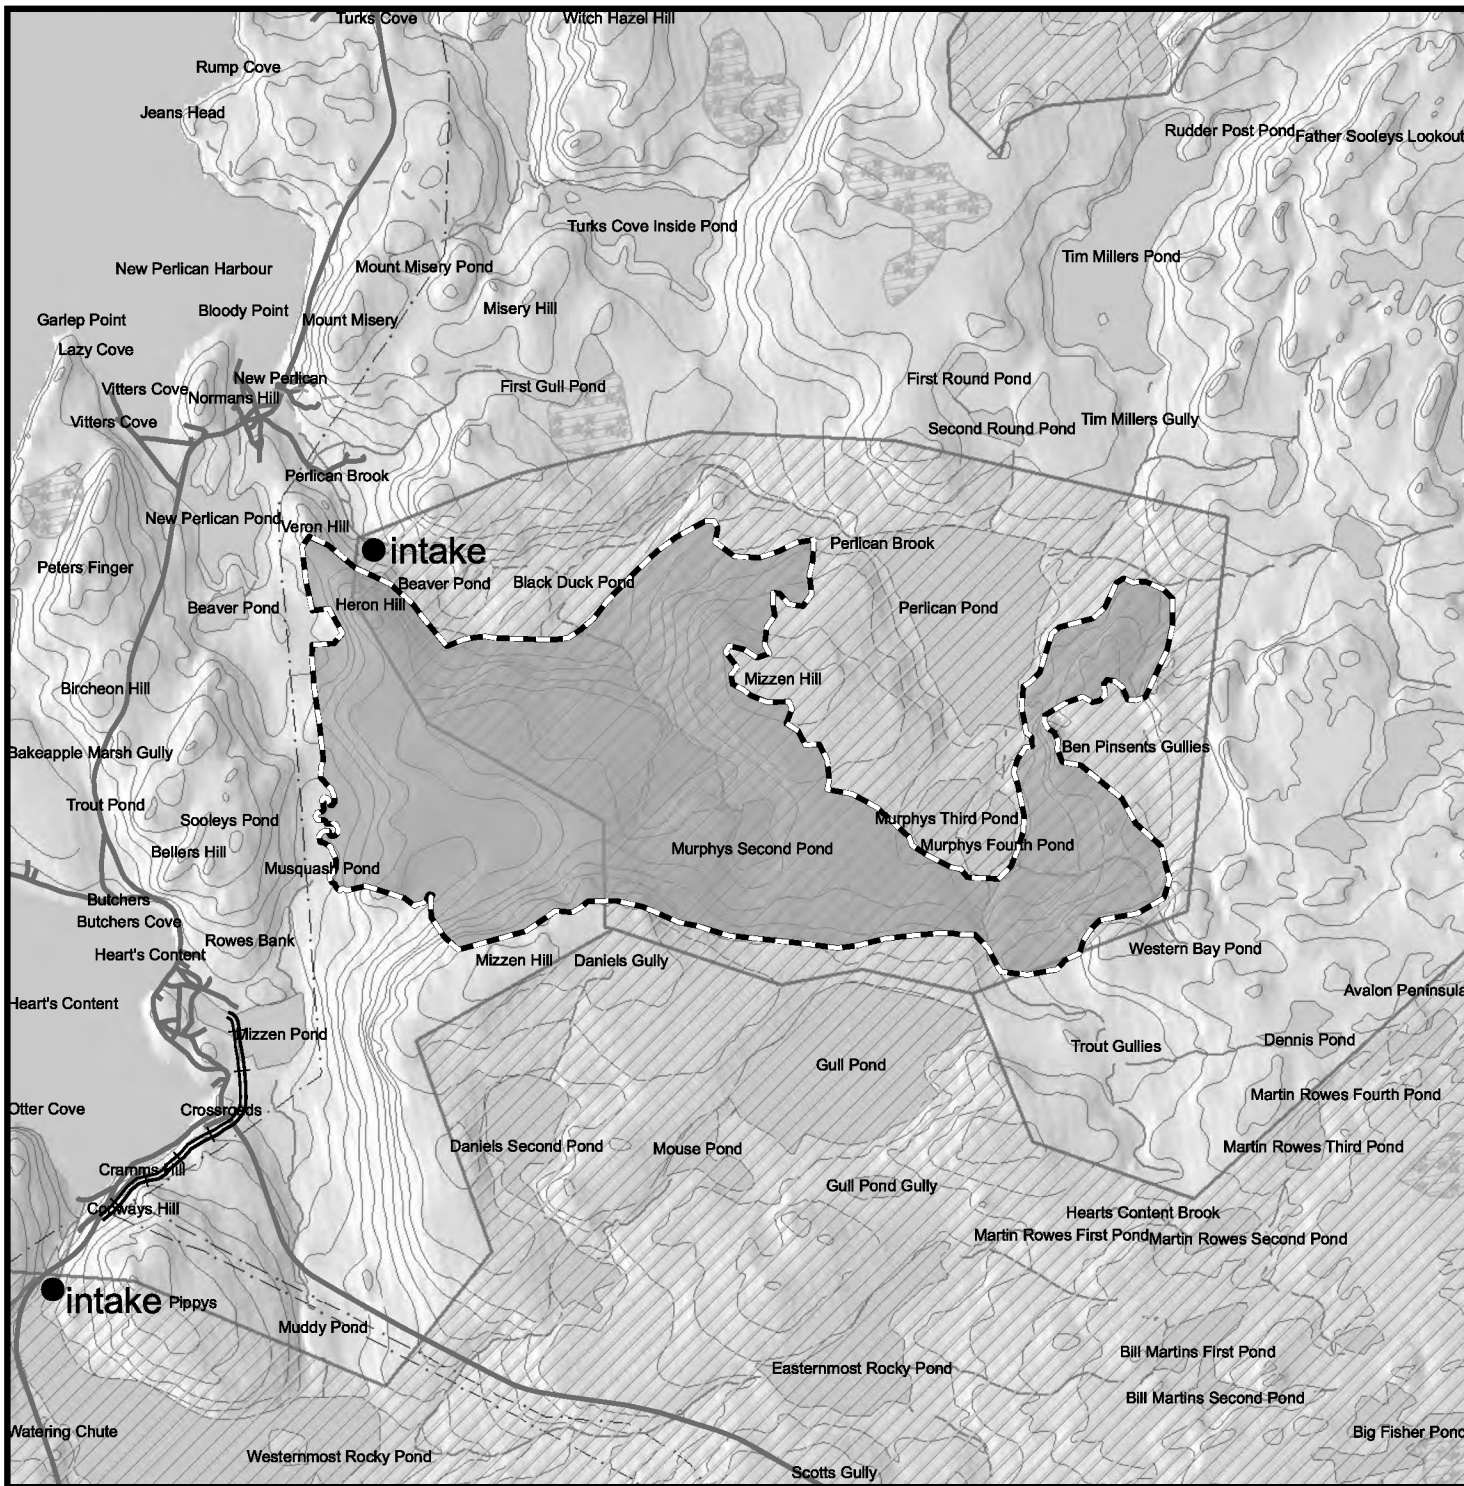 Turks Cove
Witch Hazel Hill
Rump Cove
Jeans Head
Rudder Post Pond
Father Sooleys Lookout
Turks Cove Inside Pond
Tim Millers Pond
New Perlican Harbour
Mount Misery Pond
Bloody Point
Misery Hill
Garlep Point
Mount Misery
Lazy Cove
New Perlican
First Round Pond
Vitters Cove
Normans Hill
First Gull Pond
Vitters Cove
Second Round Pond
Tim Millers Gully
Perlican Brook
New Perlican Pond
Veron Hill
intake
Perlican Brook
Peters Finger
Beaver Pond
Black Duck Pond
Beaver Pond
Heron Hill
Perlican Pond
Mizzen Hill
Bircheon Hill
Bakeapple Marsh Gully
Ben Pinsents Gullies
Trout Pond
Sooleys Pond
Murphys Third Pond
Bellers Hill
Murphys Second Pond
Murphys Fourth Pond
Musquash Pond
Butchers
Butchers Cove
Rowes Bank
Heart's Content
Mizzen Hill
Daniels Gully
Western Bay Pond
Heart's Content
Avalon Peninsula
Mizzen Pond
Trout Gullies
Dennis Pond
Gull Pond
Otter Cove
Crossroads
Martin Rowes Fourth Pond
Daniels Second Pond
Mouse Pond
Martin Rowes Third Pond
Cramms Hill
Gull Pond Gully
Conways Hill
Hearts Content Brook
Martin Rowes First Pond
Martin Rowes Second Pond
intake
Pippys
Muddy Pond
Bill Martins First Pond
Easternmost Rocky Pond
Bill Martins Second Pond
Watering Chute
Big Fisher Pond
Westernmost Rocky Pond
Scotts Gully